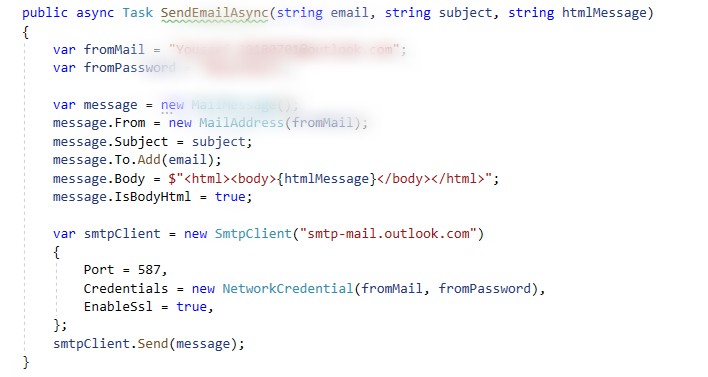 public async Task SendEmailAsync(string email, string subject, string htmlMessage)
{
var fromMail =
var fromPassword
var message = new
message.From = new MailAddress(fromMail);
message.Subject = subject;
message.To.Add(email);
message.Body = $"<html><body>{htmlMessage}</body></html>";
message.IsBodyHtml = true;
var smtpClient = new SmtpClient("smtp-mail.outlook.com")
{
Port = 587,
Credentials = new NetworkCredential(fromMail, fromPassword),
EnableSsl = true,
};
smtpClient.Send(message);
}